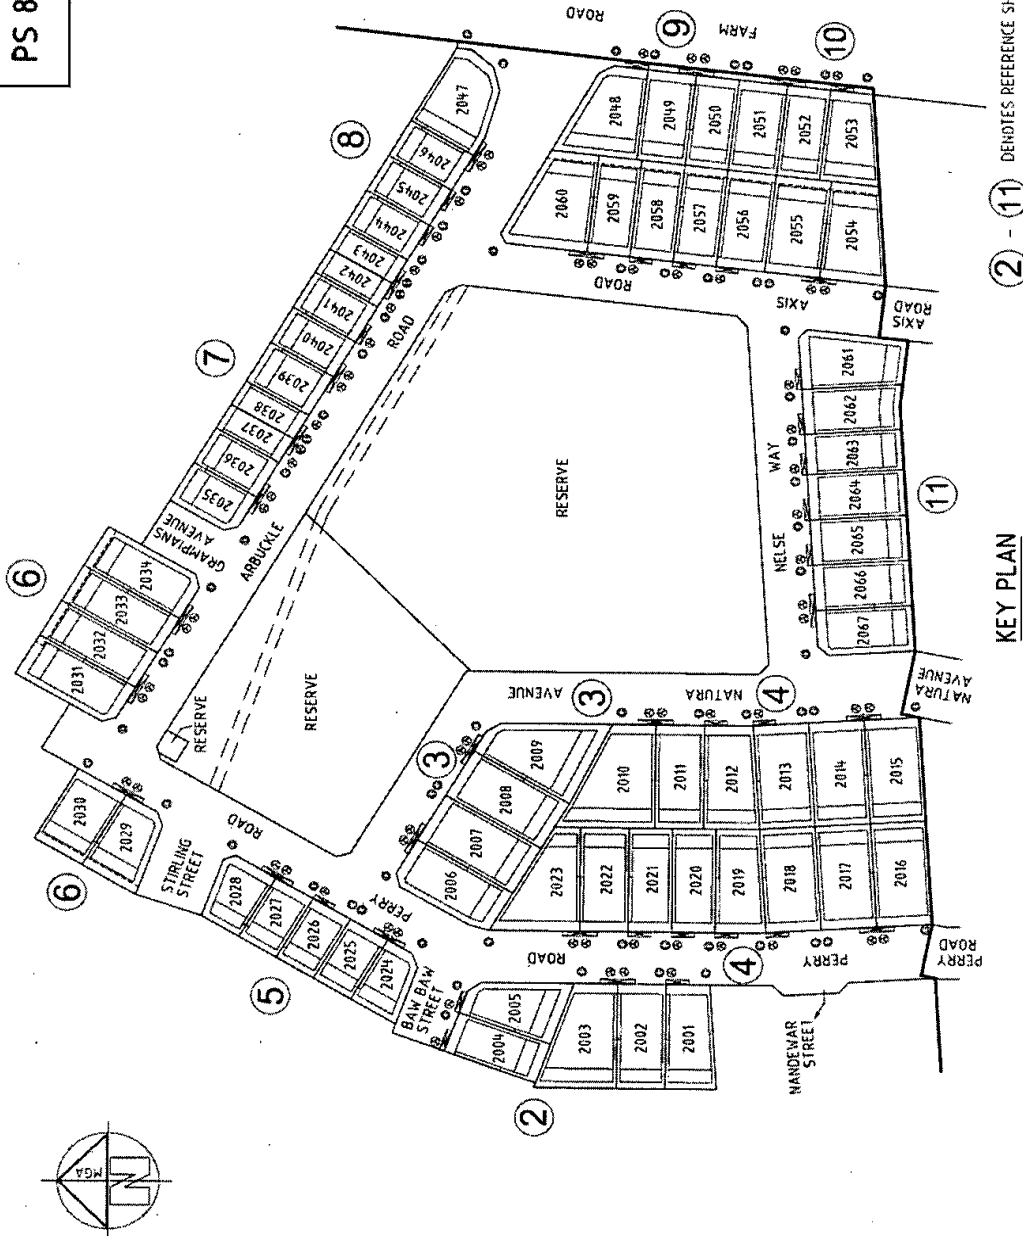 PS 8
ROAD
FARM
9
10
8
7
6
6
5
3
3
4
4
2
11
2047
2046
2045
2044
2043
2042
2041
2040
2039
2038
2037
2036
2035
2034
2033
2032
2031
2030
2029
2028
2027
2026
2025
2024
2048
2049
2050
2051
2052
2053
2060
2059
2058
2057
2056
2055
2054
2061
2062
2063
2064
2065
2066
2067
2009
2008
2007
2006
2010
2011
2012
2013
2014
2015
2023
2022
2021
2020
2019
2018
2017
2016
2005
2004
2003
2002
2001
GRAMPIANS
AVENUE
ARBUCKLE
ROAD
RESERVE
RESERVE
RESERVE
STIRLING
STREET
PERRY
ROAD
BAW BAW
STREET
PERRY
ROAD
PERRY
ROAD
NANDEWAR
STREET
NATURA
AVENUE
NATURA
AVENUE
NELSE
WAY
AXIS
ROAD
AXIS
ROAD
MGA
N
KEY PLAN
2 - 11 DENOTES REFERENCE SH